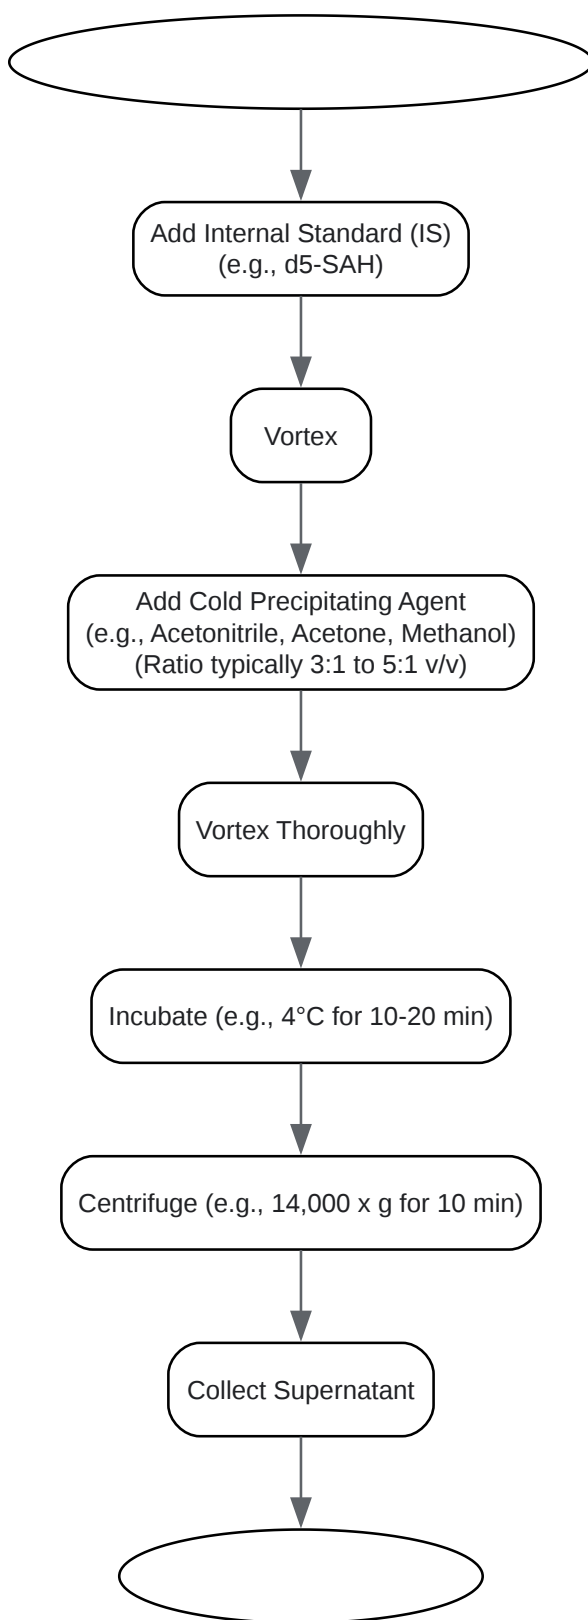 Add Internal Standard (IS)
(e.g., d5-SAH)
Vortex
Add Cold Precipitating Agent
(e.g., Acetonitrile, Acetone, Methanol)
(Ratio typically 3:1 to 5:1 v/v)
Vortex Thoroughly
Incubate (e.g., 4°C for 10-20 min)
Centrifuge (e.g., 14,000 x g for 10 min)
Collect Supernatant